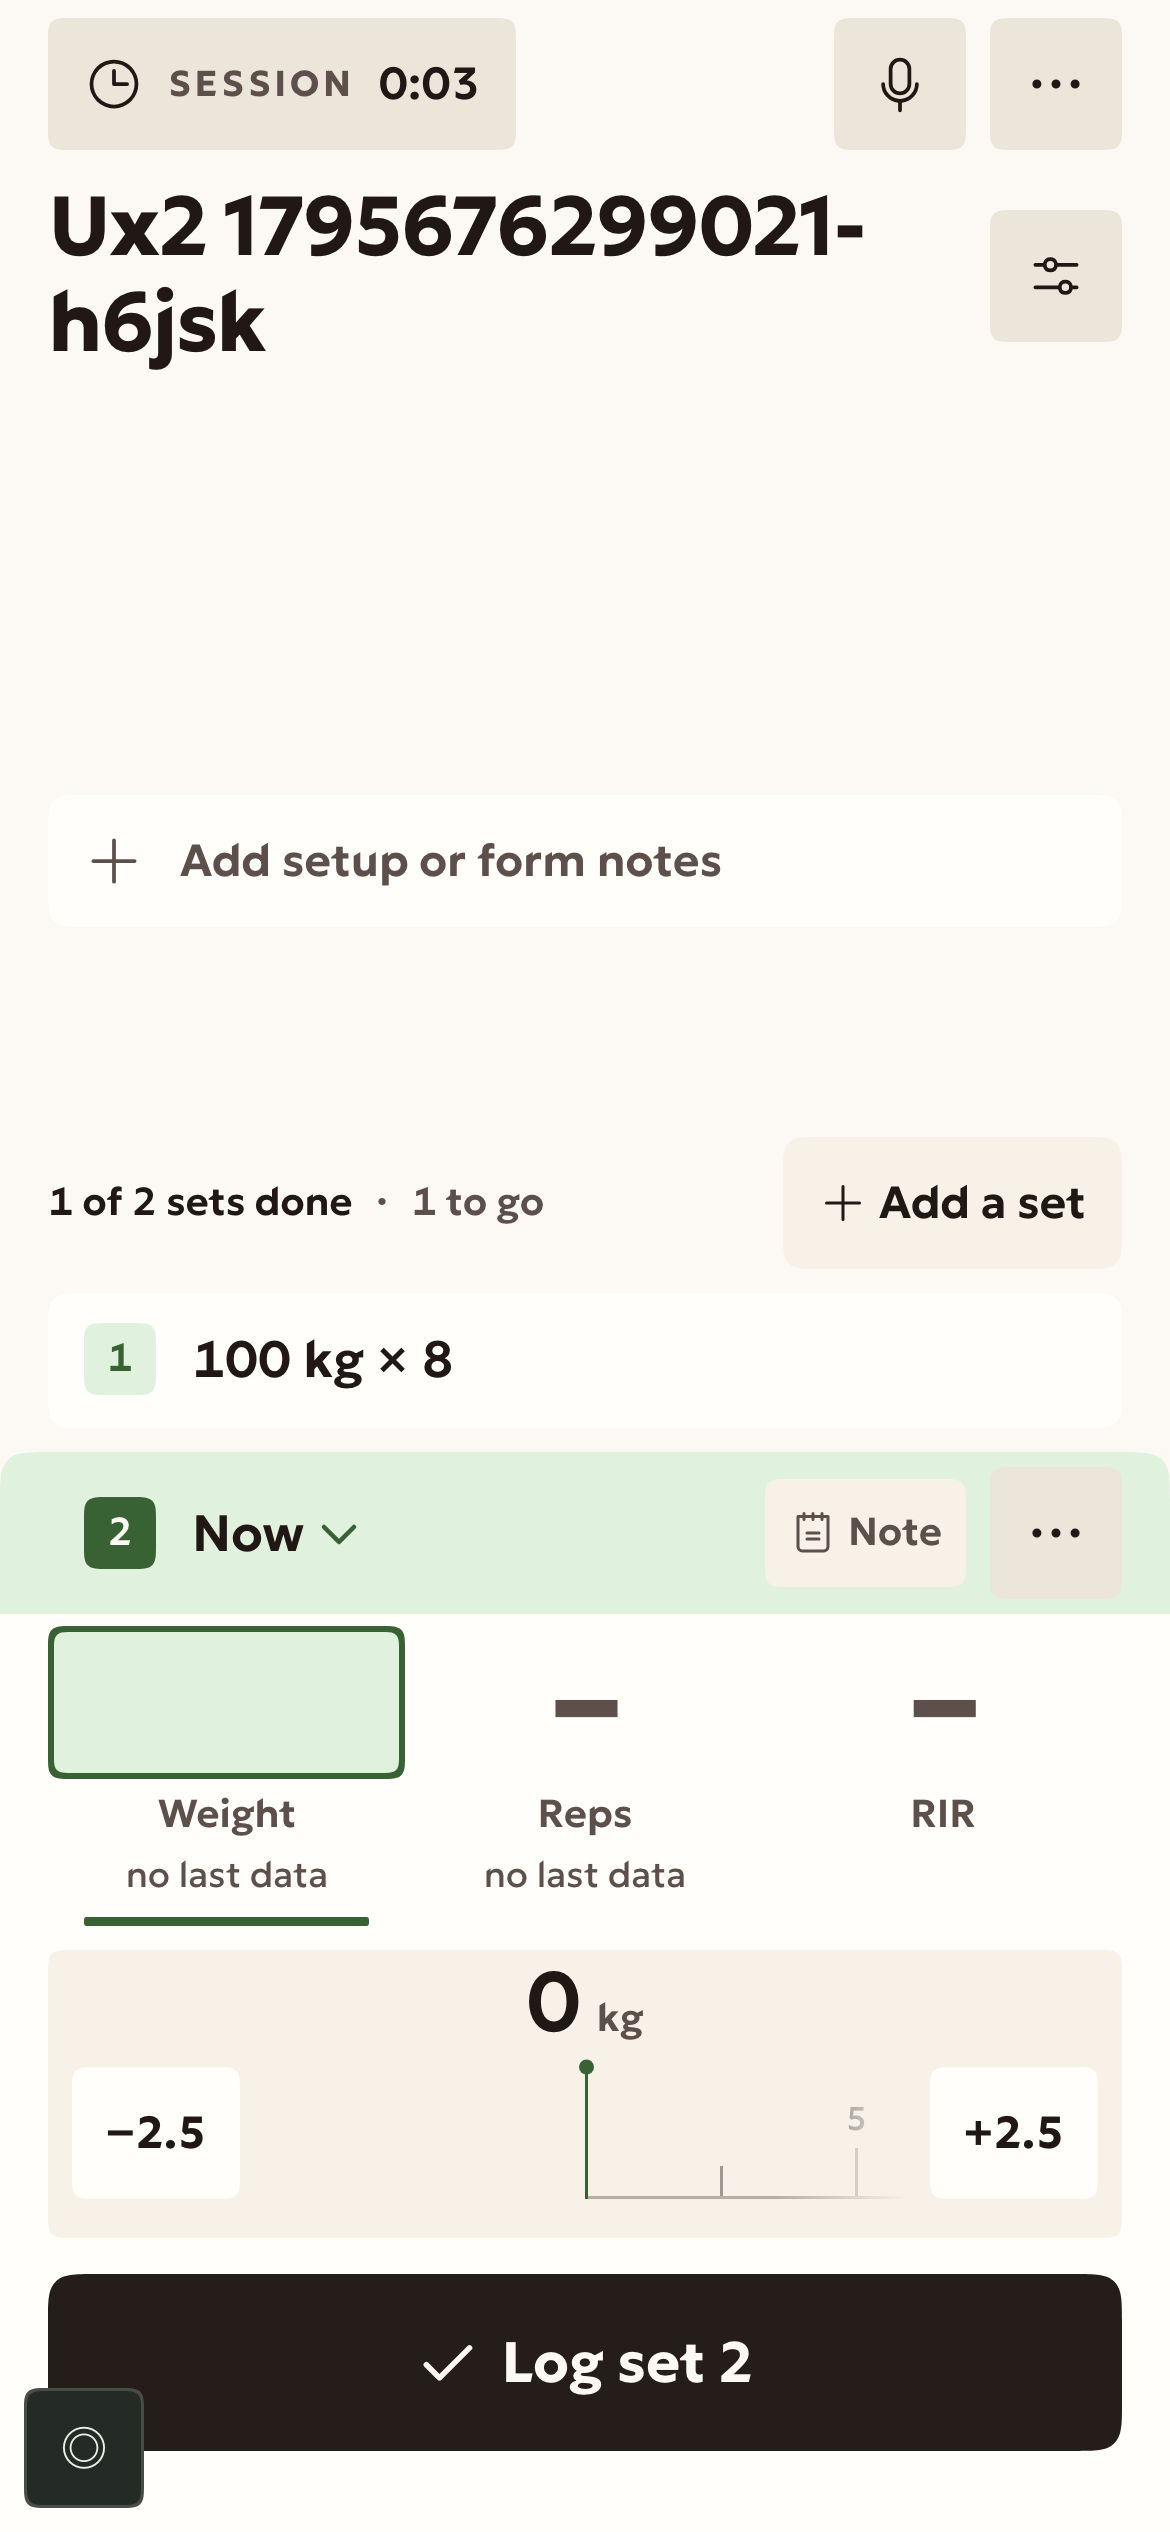 SESSION 0:03
Ux2 1795676299021-
h6jsk
Add setup or form notes
1 of 2 sets done · 1 to go
+ Add a set
1 100 kg × 8
2 Now
Note
– –
Weight Reps RIR
no last data no last data
0 kg
–2.5 5 +2.5
Log set 2